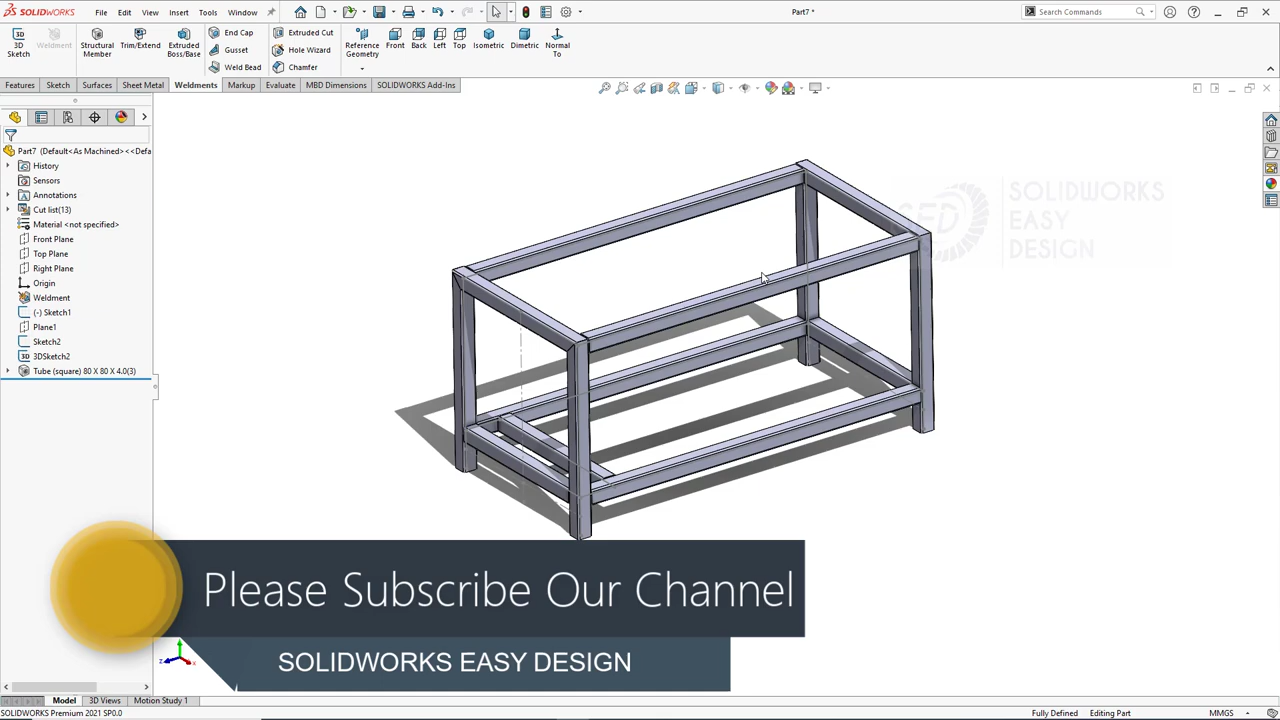 SOLIDWORKS File Edit View Insert Tools Window Part7 * Search Commands
3D Sketch Weldment Structural Member Trim/Extend Extruded Boss/Base End Cap Gusset Weld Bead Extruded Cut Hole Wizard Chamfer Reference Geometry Front Back Left Top Isometric Dimetric Normal To
Features Sketch Surfaces Sheet Metal Weldments Markup Evaluate MBD Dimensions SOLIDWORKS Add-Ins
Part7 (Default<As Machined><<Defa
History
Sensors
Annotations
Cut list(13)
Material <not specified>
Front Plane
Top Plane
Right Plane
Origin
Weldment
(-) Sketch1
Plane1
Sketch2
3DSketch2
Tube (square) 80 X 80 X 4.0(3)
SED
SOLIDWORKS
EASY
DESIGN
Please Subscribe Our Channel
SOLIDWORKS EASY DESIGN
Model 3D Views Motion Study 1
SOLIDWORKS Premium 2021 SP0.0 Fully Defined Editing Part MMGS